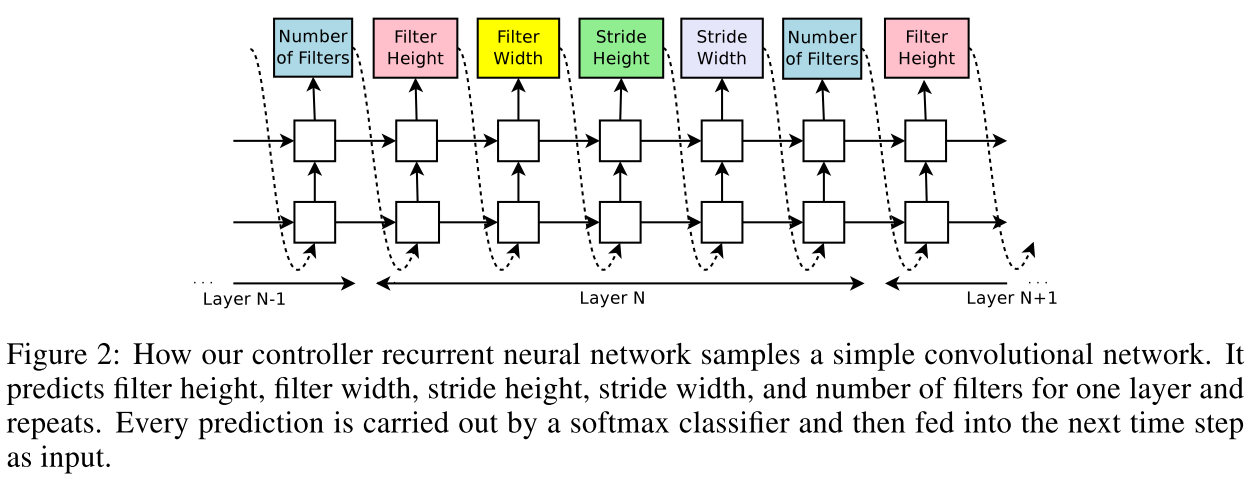 Number
of Filters
Filter
Height
Filter
Width
Stride
Height
Stride
Width
Number
of Filters
Filter
Height
...
Layer N-1
Layer N
...
Layer N+1
Figure 2: How our controller recurrent neural network samples a simple convolutional network. It
predicts filter height, filter width, stride height, stride width, and number of filters for one layer and
repeats. Every prediction is carried out by a softmax classifier and then fed into the next time step
as input.